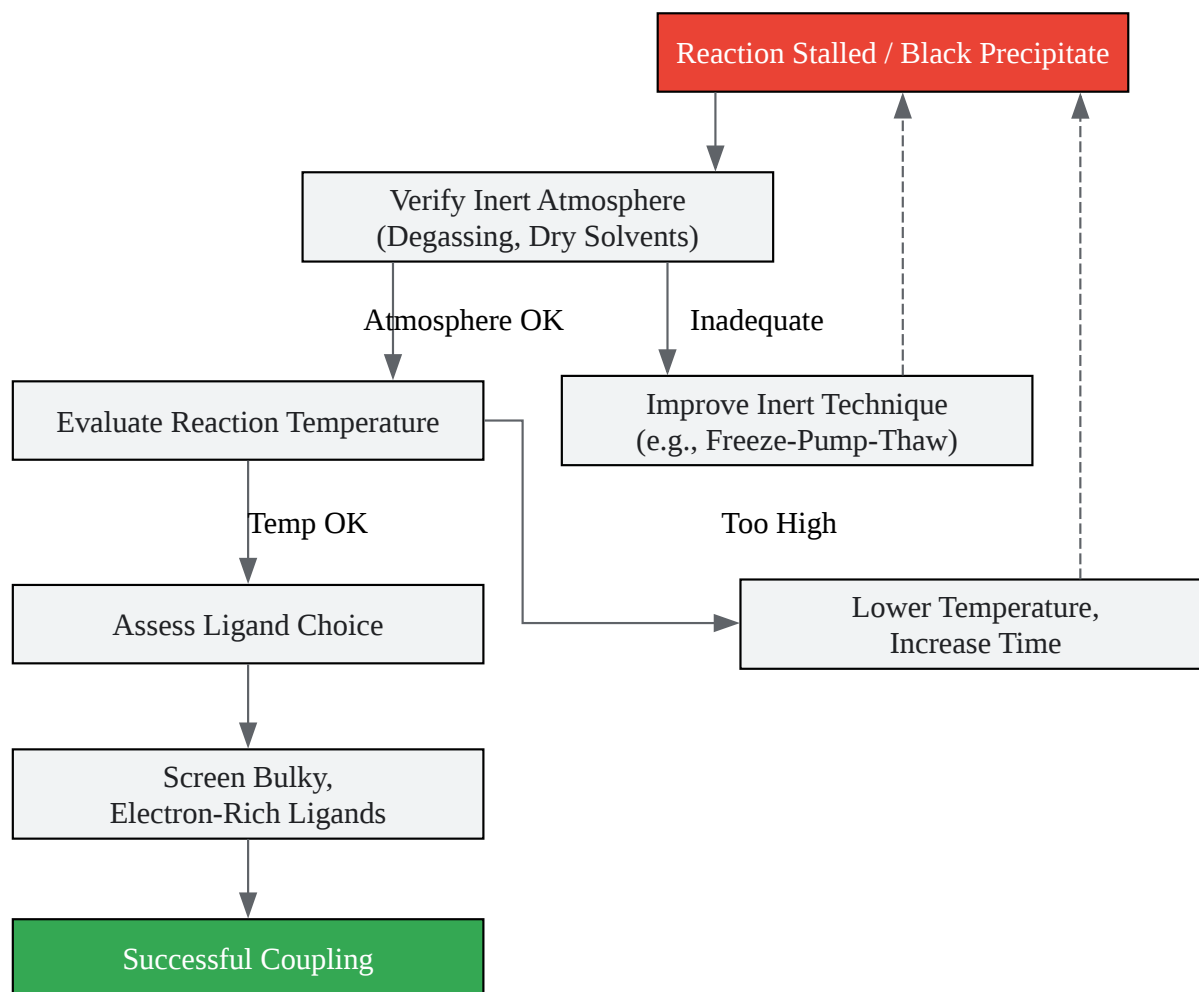 Reaction Stalled / Black Precipitate
Verify Inert Atmosphere
(Degassing, Dry Solvents)
Atmosphere OK
Inadequate
Evaluate Reaction Temperature
Improve Inert Technique
(e.g., Freeze-Pump-Thaw)
Temp OK
Too High
Assess Ligand Choice
Lower Temperature,
Increase Time
Screen Bulky,
Electron-Rich Ligands
Successful Coupling